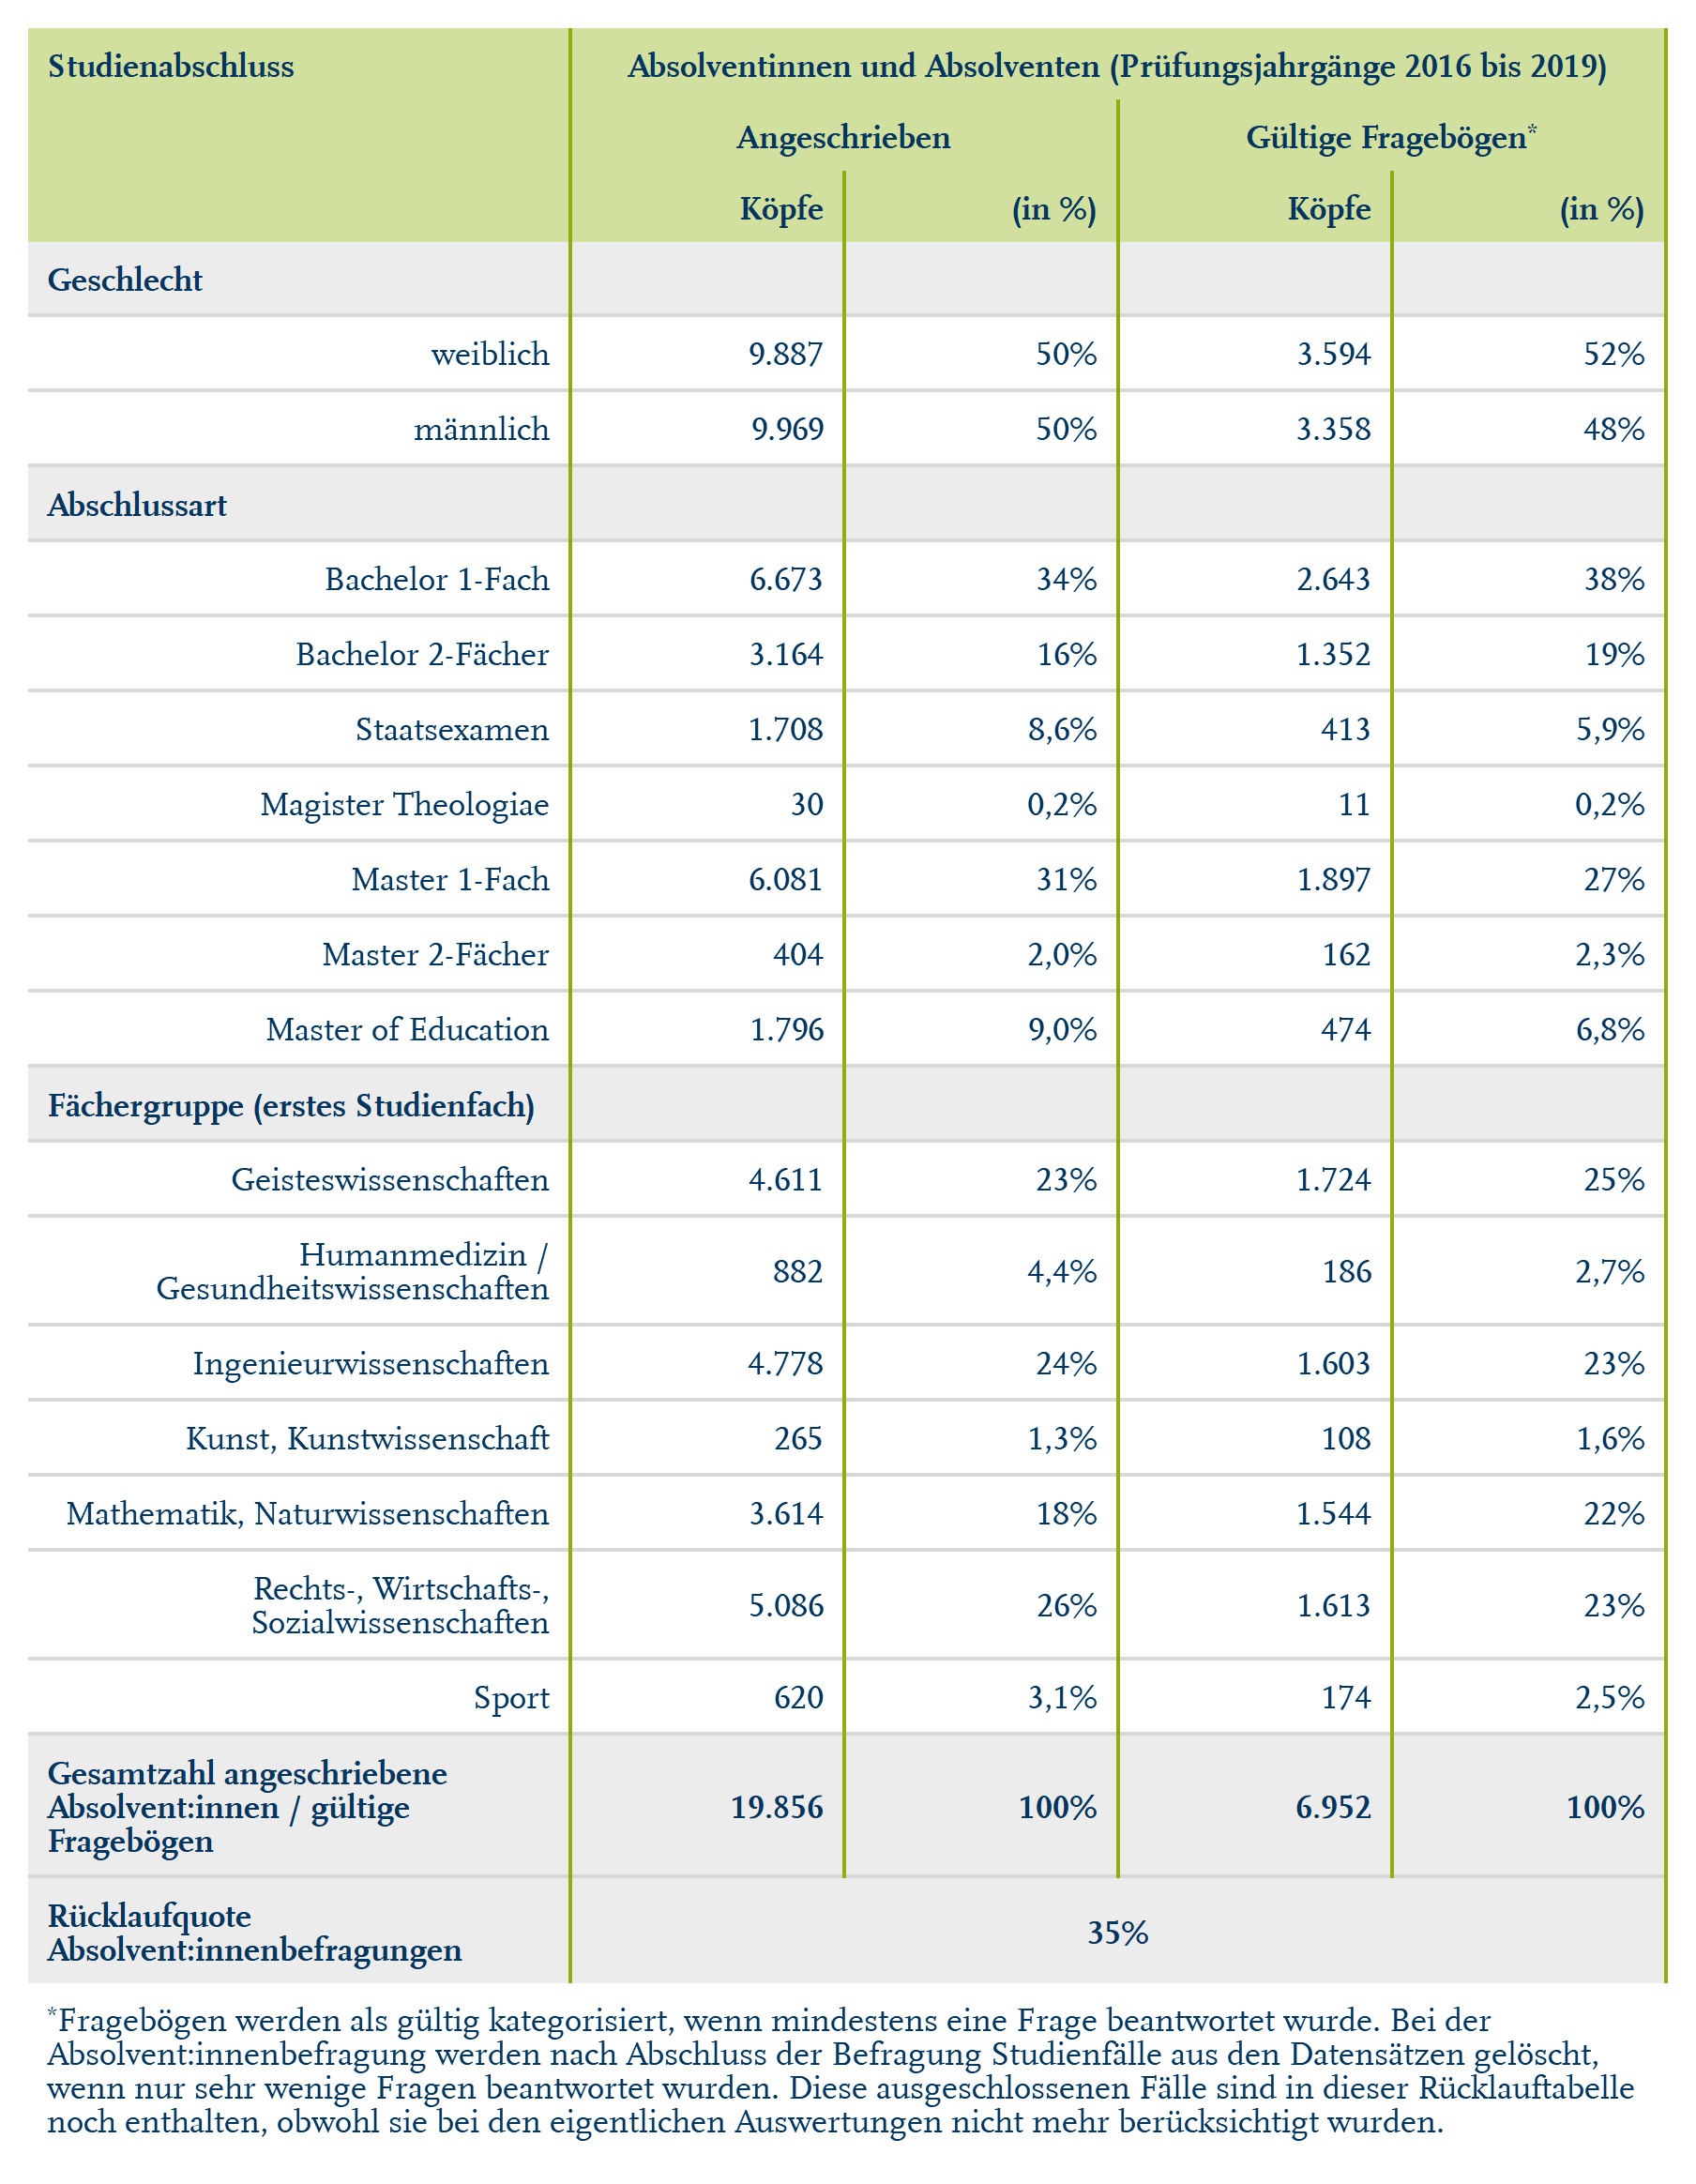 Studienabschluss
Absolventinnen und Absolventen (Prüfungsjahrgänge 2016 bis 2019)
Angeschrieben
Gültige Fragebögen*
Köpfe
(in %)
Köpfe
(in %)
Geschlecht
weiblich 9.887 50% 3.594 52%
männlich 9.969 50% 3.358 48%
Abschlussart
Bachelor 1-Fach 6.673 34% 2.643 38%
Bachelor 2-Fächer 3.164 16% 1.352 19%
Staatsexamen 1.708 8,6% 413 5,9%
Magister Theologiae 30 0,2% 11 0,2%
Master 1-Fach 6.081 31% 1.897 27%
Master 2-Fächer 404 2,0% 162 2,3%
Master of Education 1.796 9,0% 474 6,8%
Fächergruppe (erstes Studienfach)
Geisteswissenschaften 4.611 23% 1.724 25%
Humanmedizin /
Gesundheitswissenschaften 882 4,4% 186 2,7%
Ingenieurwissenschaften 4.778 24% 1.603 23%
Kunst, Kunstwissenschaft 265 1,3% 108 1,6%
Mathematik, Naturwissenschaften 3.614 18% 1.544 22%
Rechts-, Wirtschafts-,
Sozialwissenschaften 5.086 26% 1.613 23%
Sport 620 3,1% 174 2,5%
Gesamtzahl angeschriebene
Absolvent:innen / gültige
Fragebögen
19.856 100% 6.952 100%
Rücklaufquote
Absolvent:innenbefragungen
35%
*Fragebögen werden als gültig kategorisiert, wenn mindestens eine Frage beantwortet wurde. Bei der
Absolvent:innenbefragung werden nach Abschluss der Befragung Studienfälle aus den Datensätzen gelöscht,
wenn nur sehr wenige Fragen beantwortet wurden. Diese ausgeschlossenen Fälle sind in dieser Rücklauftabelle
noch enthalten, obwohl sie bei den eigentlichen Auswertungen nicht mehr berücksichtigt wurden.